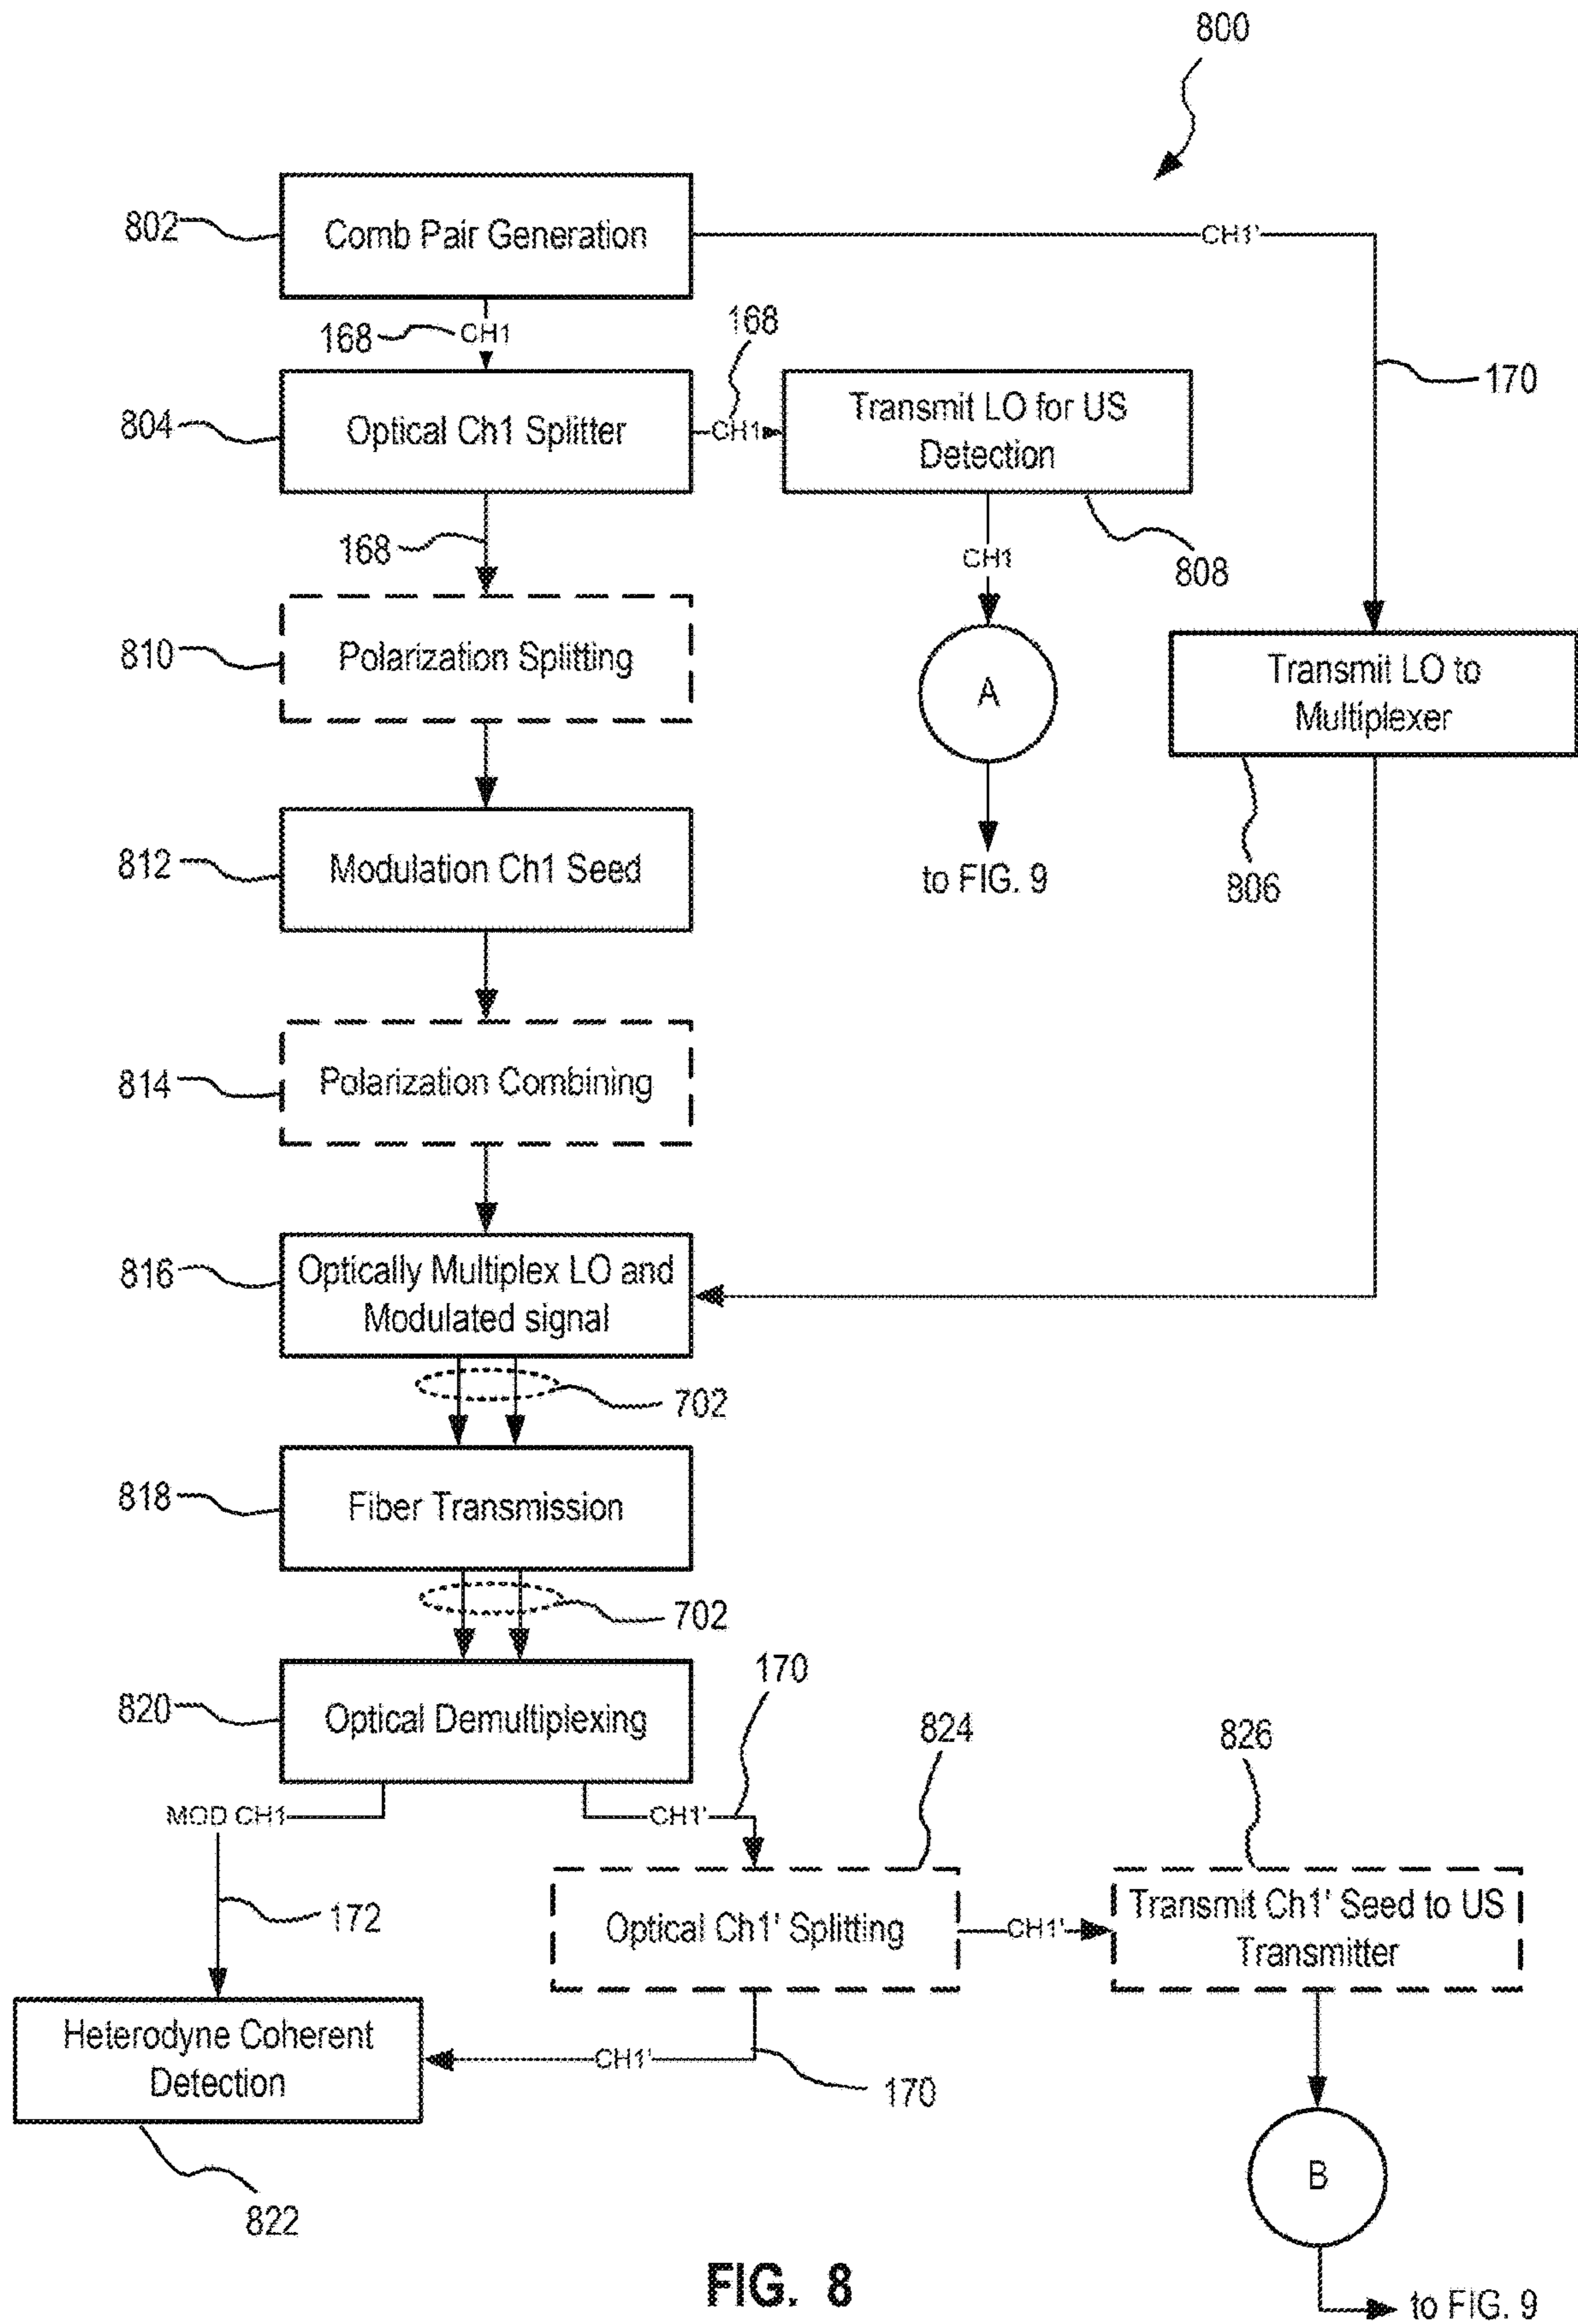 800
802
Comb Pair Generation
CH1'
168
CH1
168
170
804
Optical Ch1 Splitter
CH1
Transmit LO for US
Detection
168
CH1
808
810
Polarization Splitting
A
Transmit LO to
Multiplexer
812
Modulation Ch1 Seed
to FIG. 9
806
814
Polarization Combining
816
Optically Multiplex LO and
Modulated signal
702
818
Fiber Transmission
702
820
Optical Demultiplexing
170
824
826
MOD CH1
CH1'
172
Optical Ch1' Splitting
CH1'
Transmit Ch1' Seed to US
Transmitter
Heterodyne Coherent
Detection
CH1'
170
822
B
FIG. 8
to FIG. 9